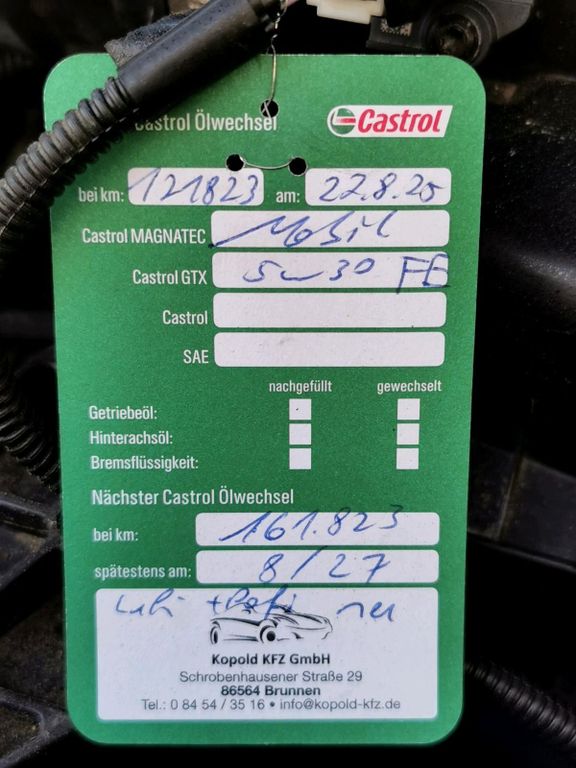 Castrol Ölwechsel
Castrol
bei km: 121823 am: 22.8.25
Castrol MAGNATEC Mobil
Castrol GTX 5w30 FE
Castrol
SAE
nachgefüllt gewechselt
Getriebeöl:
Hinterachsöl:
Bremsflüssigkeit:
Nächster Castrol Ölwechsel
bei km: 161.823
spätestens am: 8/27
neu
Kopold KFZ GmbH
Schrobenhausener Straße 29
86564 Brunnen
Tel.: 0 84 54 / 35 16 • info@kopold-kfz.de